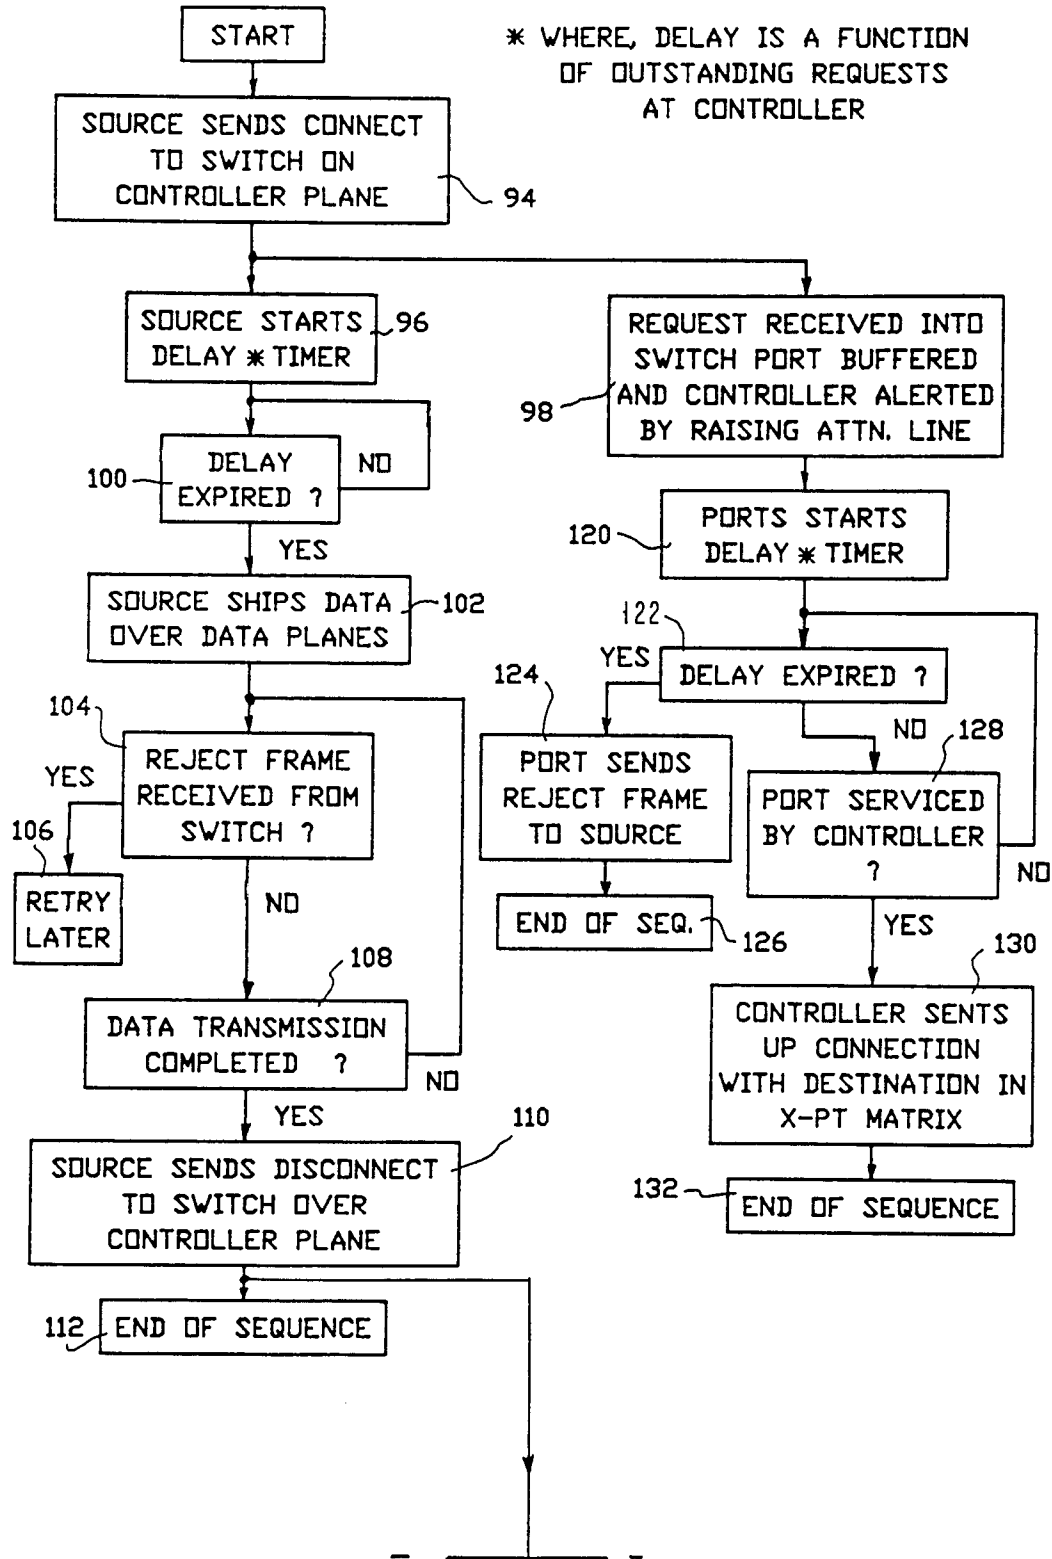 START
* WHERE, DELAY IS A FUNCTION
OF OUTSTANDING REQUESTS
AT CONTROLLER
SOURCE SENDS CONNECT
TO SWITCH ON
CONTROLLER PLANE
94
SOURCE STARTS
DELAY * TIMER
96
REQUEST RECEIVED INTO
SWITCH PORT BUFFERED
AND CONTROLLER ALERTED
BY RAISING ATTN. LINE
98
DELAY
EXPIRED ?
NO
100
YES
PORTS STARTS
DELAY * TIMER
120
SOURCE SHIPS DATA
OVER DATA PLANES
102
122
DELAY EXPIRED ?
YES
NO
124
PORT SENDS
REJECT FRAME
TO SOURCE
END OF SEQ.
126
128
PORT SERVICED
BY CONTROLLER
?
NO
YES
104
REJECT FRAME
RECEIVED FROM
SWITCH ?
YES
106
RETRY
LATER
NO
108
DATA TRANSMISSION
COMPLETED ?
NO
YES
130
CONTROLLER SENTS
UP CONNECTION
WITH DESTINATION IN
X-PT MATRIX
132
END OF SEQUENCE
110
SOURCE SENDS DISCONNECT
TO SWITCH OVER
CONTROLLER PLANE
112
END OF SEQUENCE